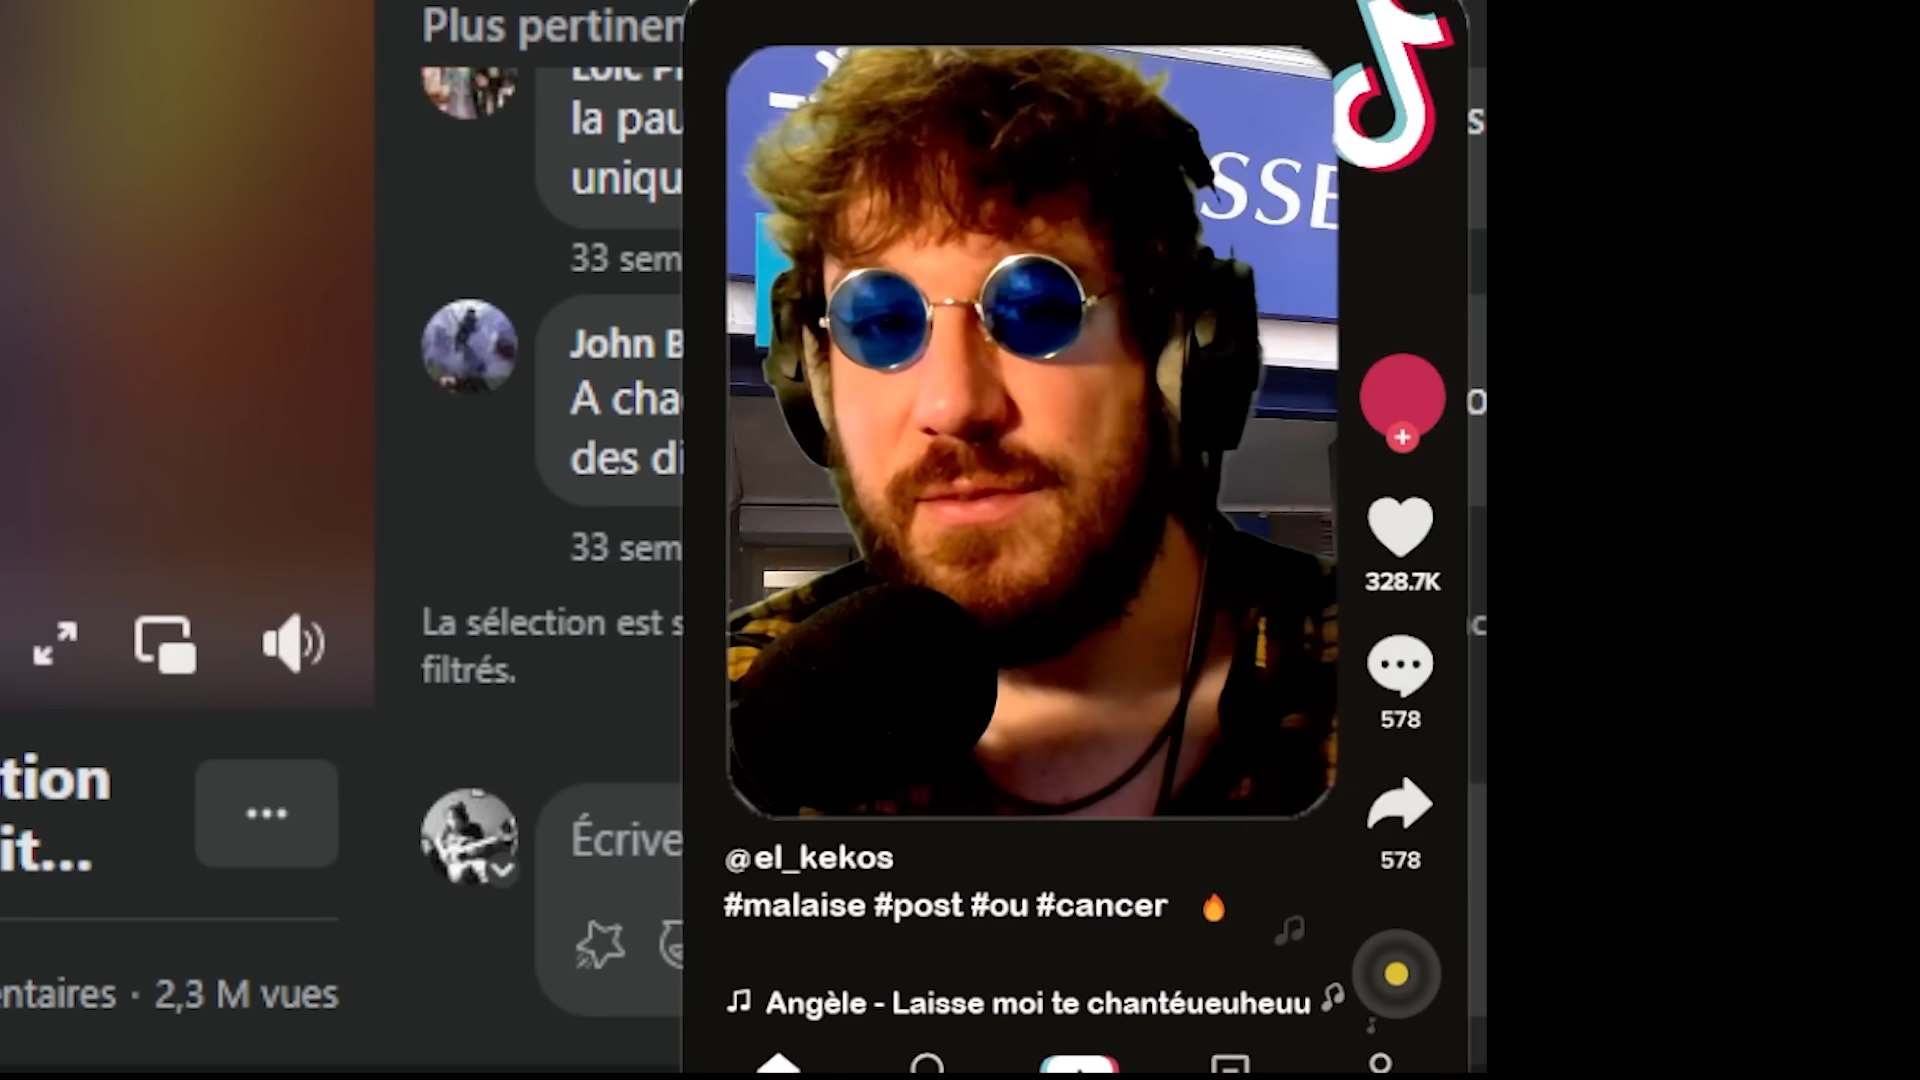 Plus pertinen
la pau
uniqu
33 sem
John B
A cha
des di
33 sem
La sélection est s
filtrés.
tion
it...
Écrive
ntaires · 2,3 M vues
SSE
328.7K
578
578
@el_kekos
#malaise #post #ou #cancer 🔥
Angèle - Laisse moi te chantéueuheuu